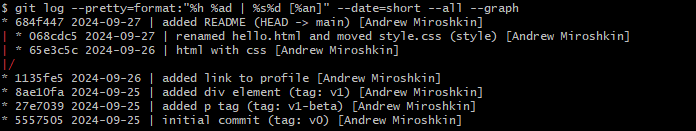 $ git log --pretty=format:"%h %ad | %s%d [%an]" --date=short --all --graph
* 684f447 2024-09-27 | added README (HEAD -> main) [Andrew Miroshkin]
| * 068cdc5 2024-09-27 | renamed hello.html and moved style.css (style) [Andrew Miroshkin]
| * 65e3c5c 2024-09-26 | html with css [Andrew Miroshkin]
|/
* 1135fe5 2024-09-26 | added link to profile [Andrew Miroshkin]
* 8ae10fa 2024-09-25 | added div element (tag: v1) [Andrew Miroshkin]
* 27e7039 2024-09-25 | added p tag (tag: v1-beta) [Andrew Miroshkin]
* 5557505 2024-09-25 | initial commit (tag: v0) [Andrew Miroshkin]